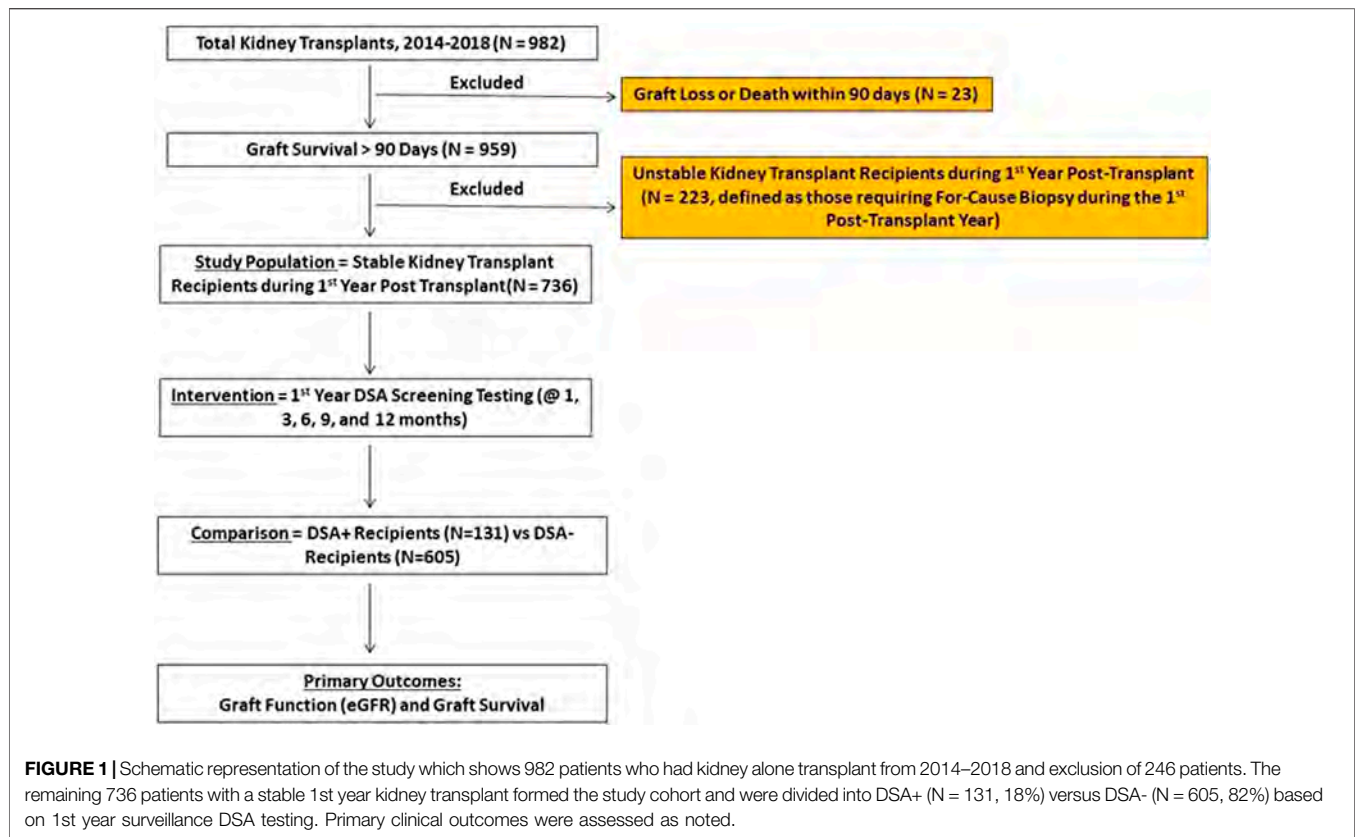 Total Kidney Transplants, 2014-2018 (N = 982)
Excluded
Graft Loss or Death within 90 days (N = 23)
Graft Survival > 90 Days (N = 959)
Excluded
Unstable Kidney Transplant Recipients during 1st Year Post-Transplant
(N = 223, defined as those requiring For-Cause Biopsy during the 1st
Post-Transplant Year)
Study Population = Stable Kidney Transplant
Recipients during 1st Year Post Transplant(N = 736)
Intervention = 1st Year DSA Screening Testing (@ 1,
3, 6, 9, and 12 months)
Comparison = DSA+ Recipients (N=131) vs DSA-
Recipients (N=605)
Primary Outcomes:
Graft Function (eGFR) and Graft Survival
FIGURE 1 | Schematic representation of the study which shows 982 patients who had kidney alone transplant from 2014–2018 and exclusion of 246 patients. The
remaining 736 patients with a stable 1st year kidney transplant formed the study cohort and were divided into DSA+ (N = 131, 18%) versus DSA- (N = 605, 82%) based
on 1st year surveillance DSA testing. Primary clinical outcomes were assessed as noted.